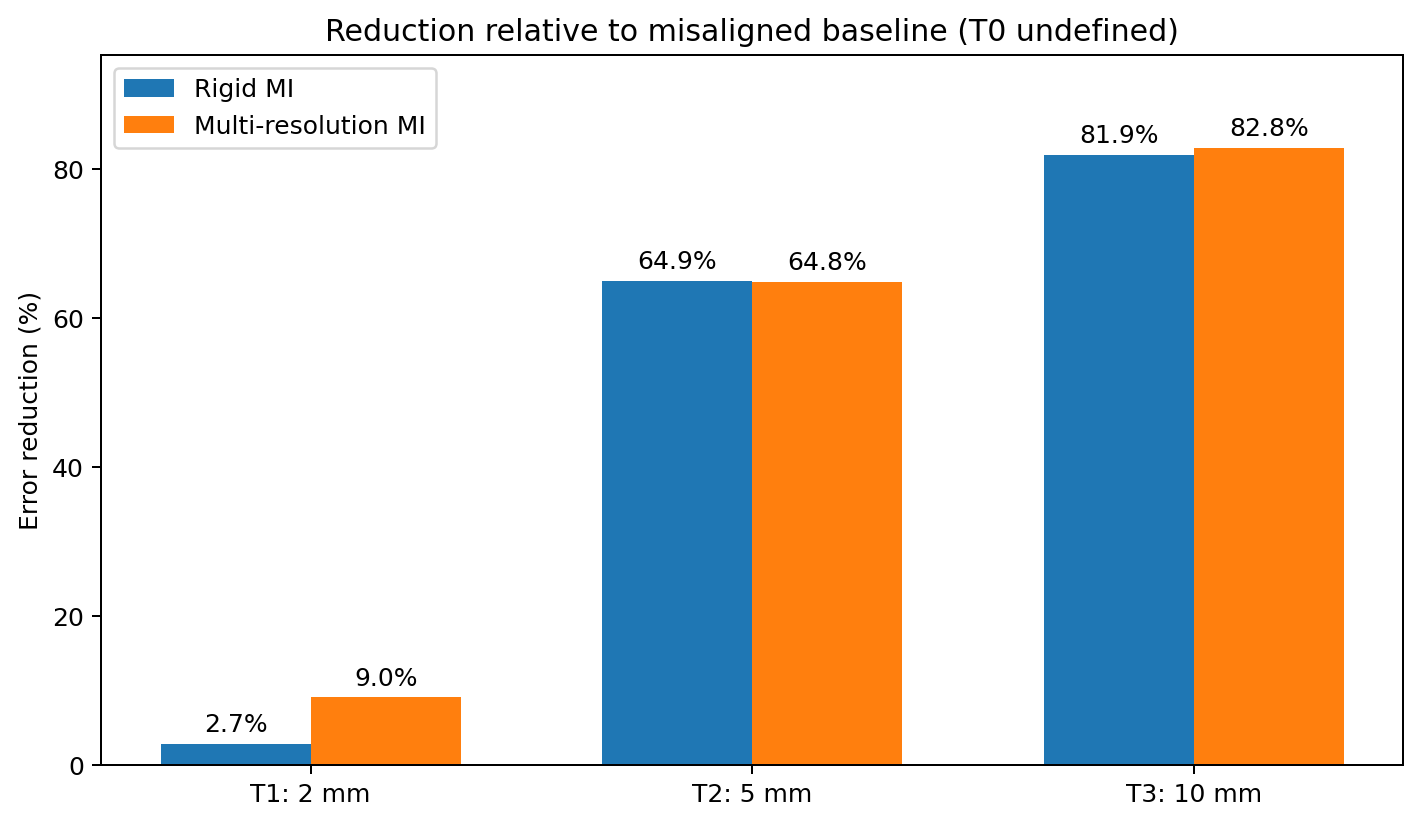 Reduction relative to misaligned baseline (T0 undefined)
Rigid MI
Multi-resolution MI
Error reduction (%)
80
60
40
20
0
2.7%
9.0%
64.9%
64.8%
81.9%
82.8%
T1: 2 mm
T2: 5 mm
T3: 10 mm